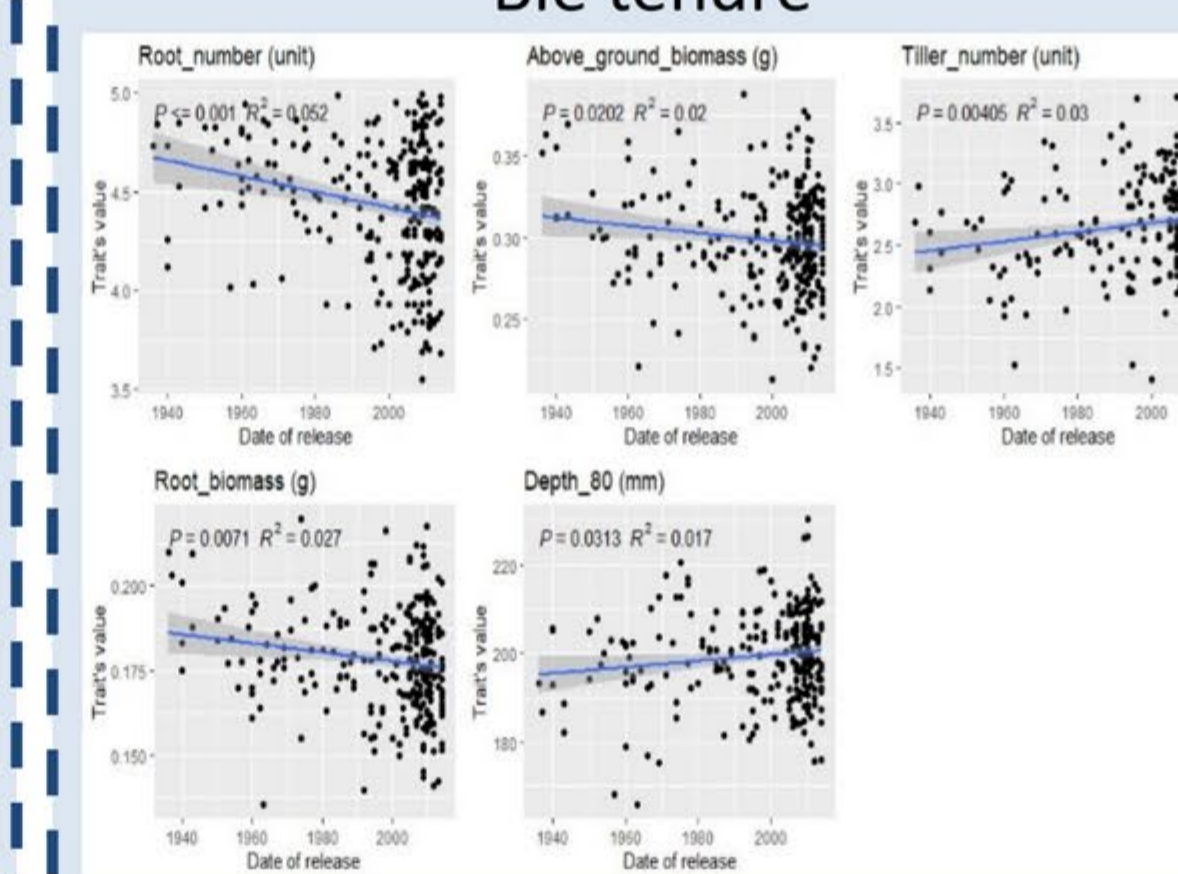 Blé tendre
Root_number (unit)
P <= 0.001 R² = 0.052
Trait's value
5.0
4.5
4.0
3.5
1940 1960 1980 2000
Date of release
Above_ground_biomass (g)
P = 0.0202 R² = 0.02
Trait's value
0.35
0.30
0.25
1940 1960 1980 2000
Date of release
Tiller_number (unit)
P = 0.00405 R² = 0.03
Trait's value
3.5
3.0
2.5
2.0
1.5
1940 1960 1980 2000
Date of release
Root_biomass (g)
P = 0.0071 R² = 0.027
Trait's value
0.290
0.175
0.150
1940 1960 1980 2000
Date of release
Depth_80 (mm)
P = 0.0313 R² = 0.017
Trait's value
220
200
180
1940 1960 1980 2000
Date of release